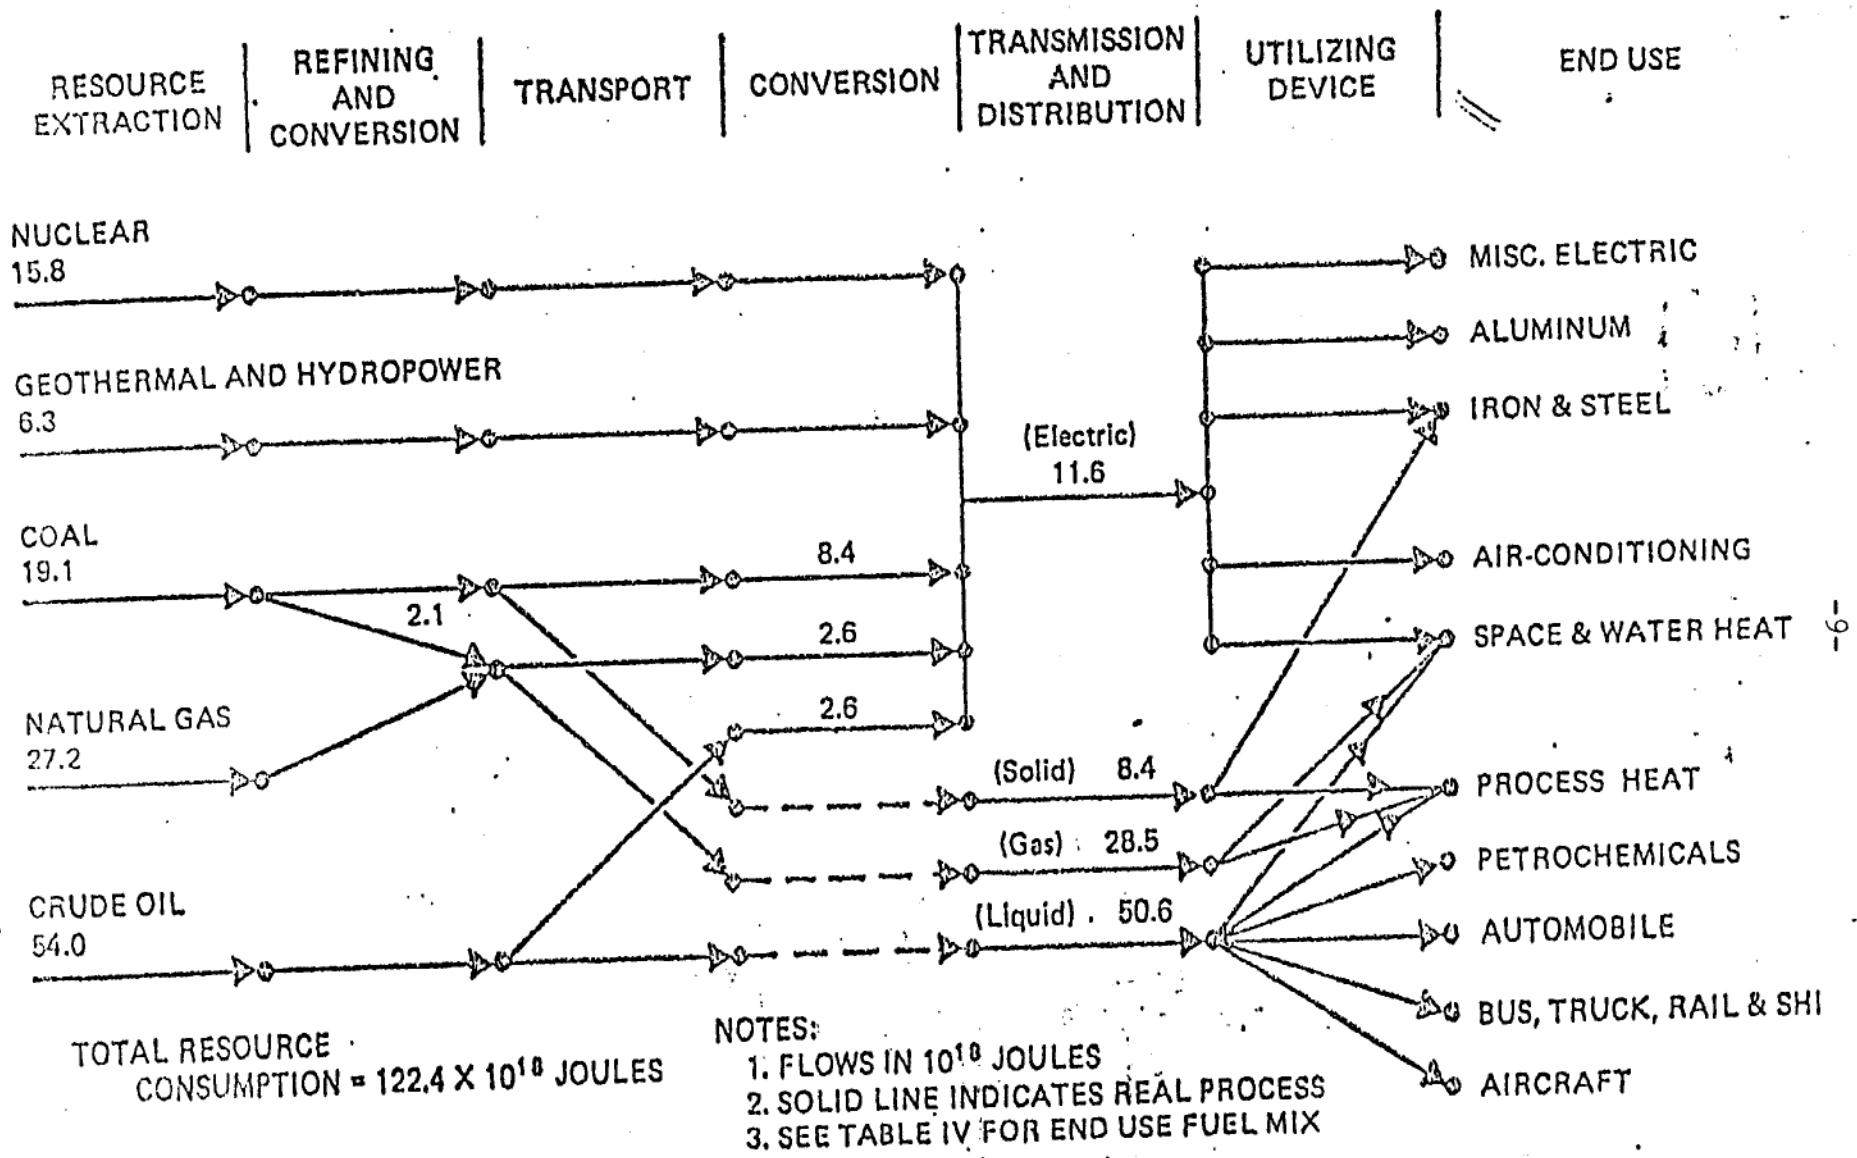 RESOURCE
EXTRACTION
REFINING
AND
CONVERSION
TRANSPORT
CONVERSION
TRANSMISSION
AND
DISTRIBUTION
UTILIZING
DEVICE
END USE
NUCLEAR
15.8
GEOTHERMAL AND HYDROPOWER
6.3
COAL
19.1
2.1
NATURAL GAS
27.2
CRUDE OIL
54.0
8.4
2.6
2.6
(Electric)
11.6
(Solid) 8.4
(Gas) 28.5
(Liquid) 50.6
MISC. ELECTRIC
ALUMINUM
IRON & STEEL
AIR-CONDITIONING
SPACE & WATER HEAT
PROCESS HEAT
PETROCHEMICALS
AUTOMOBILE
BUS, TRUCK, RAIL & SHI
AIRCRAFT
-6-
TOTAL RESOURCE
CONSUMPTION = 122.4 X 10¹⁸ JOULES
NOTES:
1. FLOWS IN 10¹⁸ JOULES
2. SOLID LINE INDICATES REAL PROCESS
3. SEE TABLE IV FOR END USE FUEL MIX